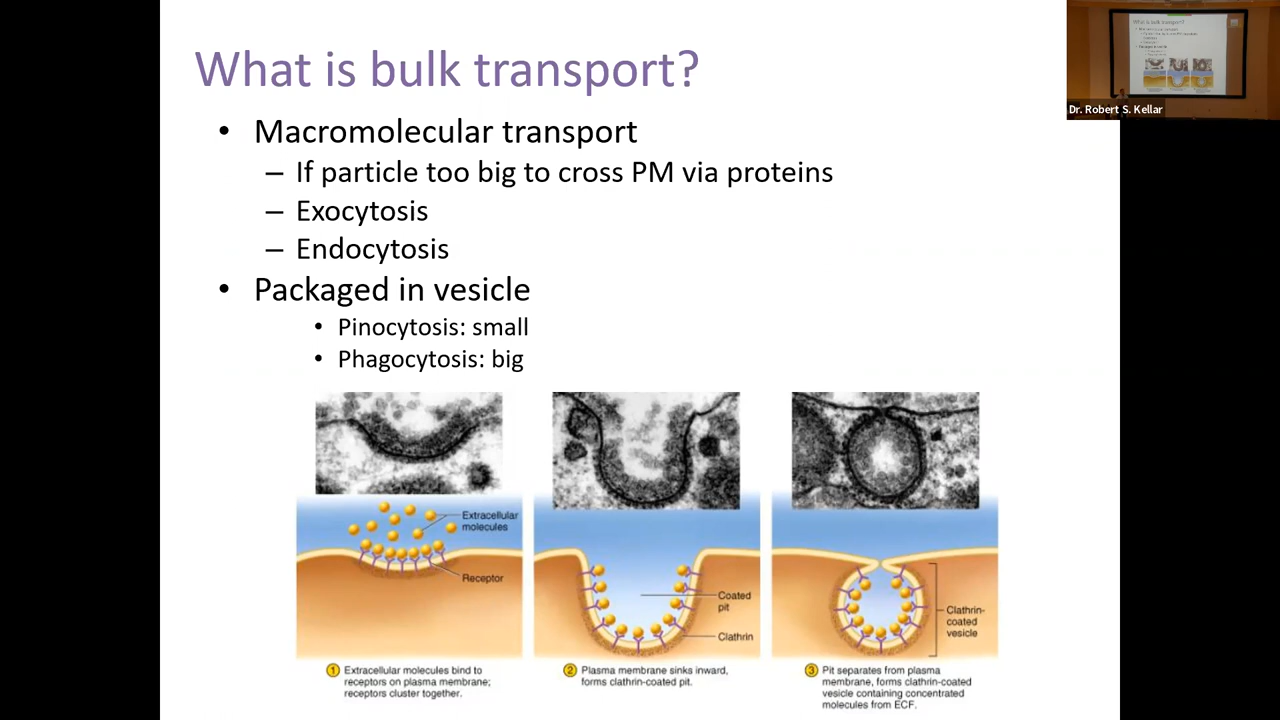 What is bulk transport?
• Macromolecular transport
– If particle too big to cross PM via proteins
– Exocytosis
– Endocytosis
• Packaged in vesicle
• Pinocytosis: small
• Phagocytosis: big
Extracellular
molecules
Receptor
Coated
pit
Clathrin
Clathrin-
coated
vesicle
1 Extracellular molecules bind to
receptors on plasma membrane;
receptors cluster together.
2 Plasma membrane sinks inward,
forms clathrin-coated pit.
3 Pit separates from plasma
membrane, forms clathrin-coated
vesicle containing concentrated
molecules from ECF.
What is bulk transport?
Dr. Robert S. Kellar